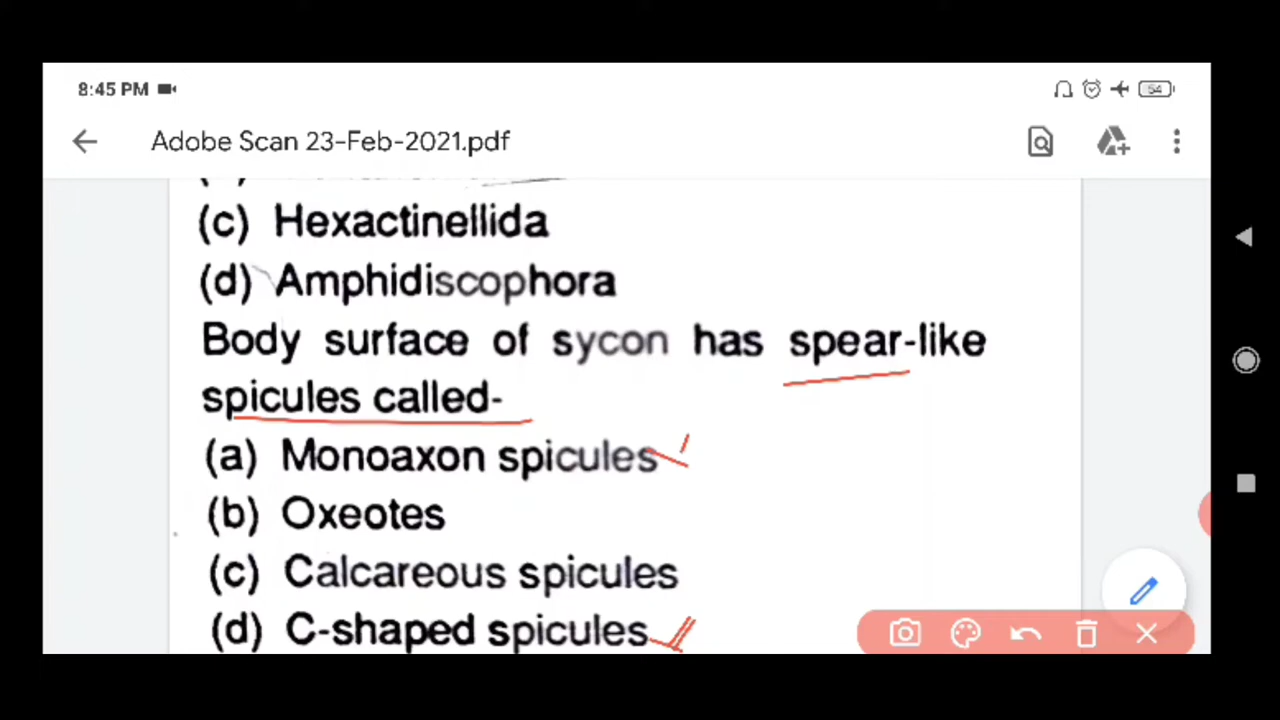 8:45 PM
54
Adobe Scan 23-Feb-2021.pdf
(c) Hexactinellida
(d) Amphidiscophora
Body surface of sycon has spear-like
spicules called-
(a) Monoaxon spicules
(b) Oxeotes
(c) Calcareous spicules
(d) C-shaped spicules